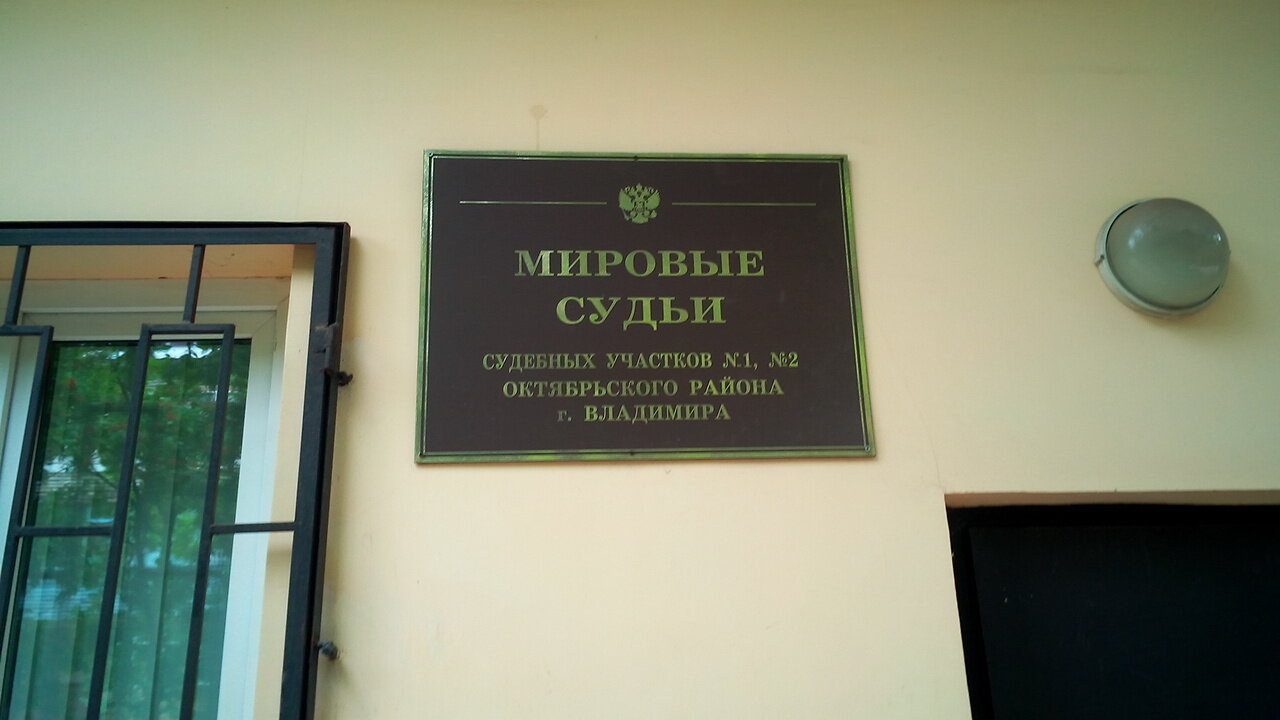 МИРОВЫЕ
СУДЬИ
СУДЕБНЫХ УЧАСТКОВ №1, №2
ОКТЯБРЬСКОГО РАЙОНА
г. ВЛАДИМИРА